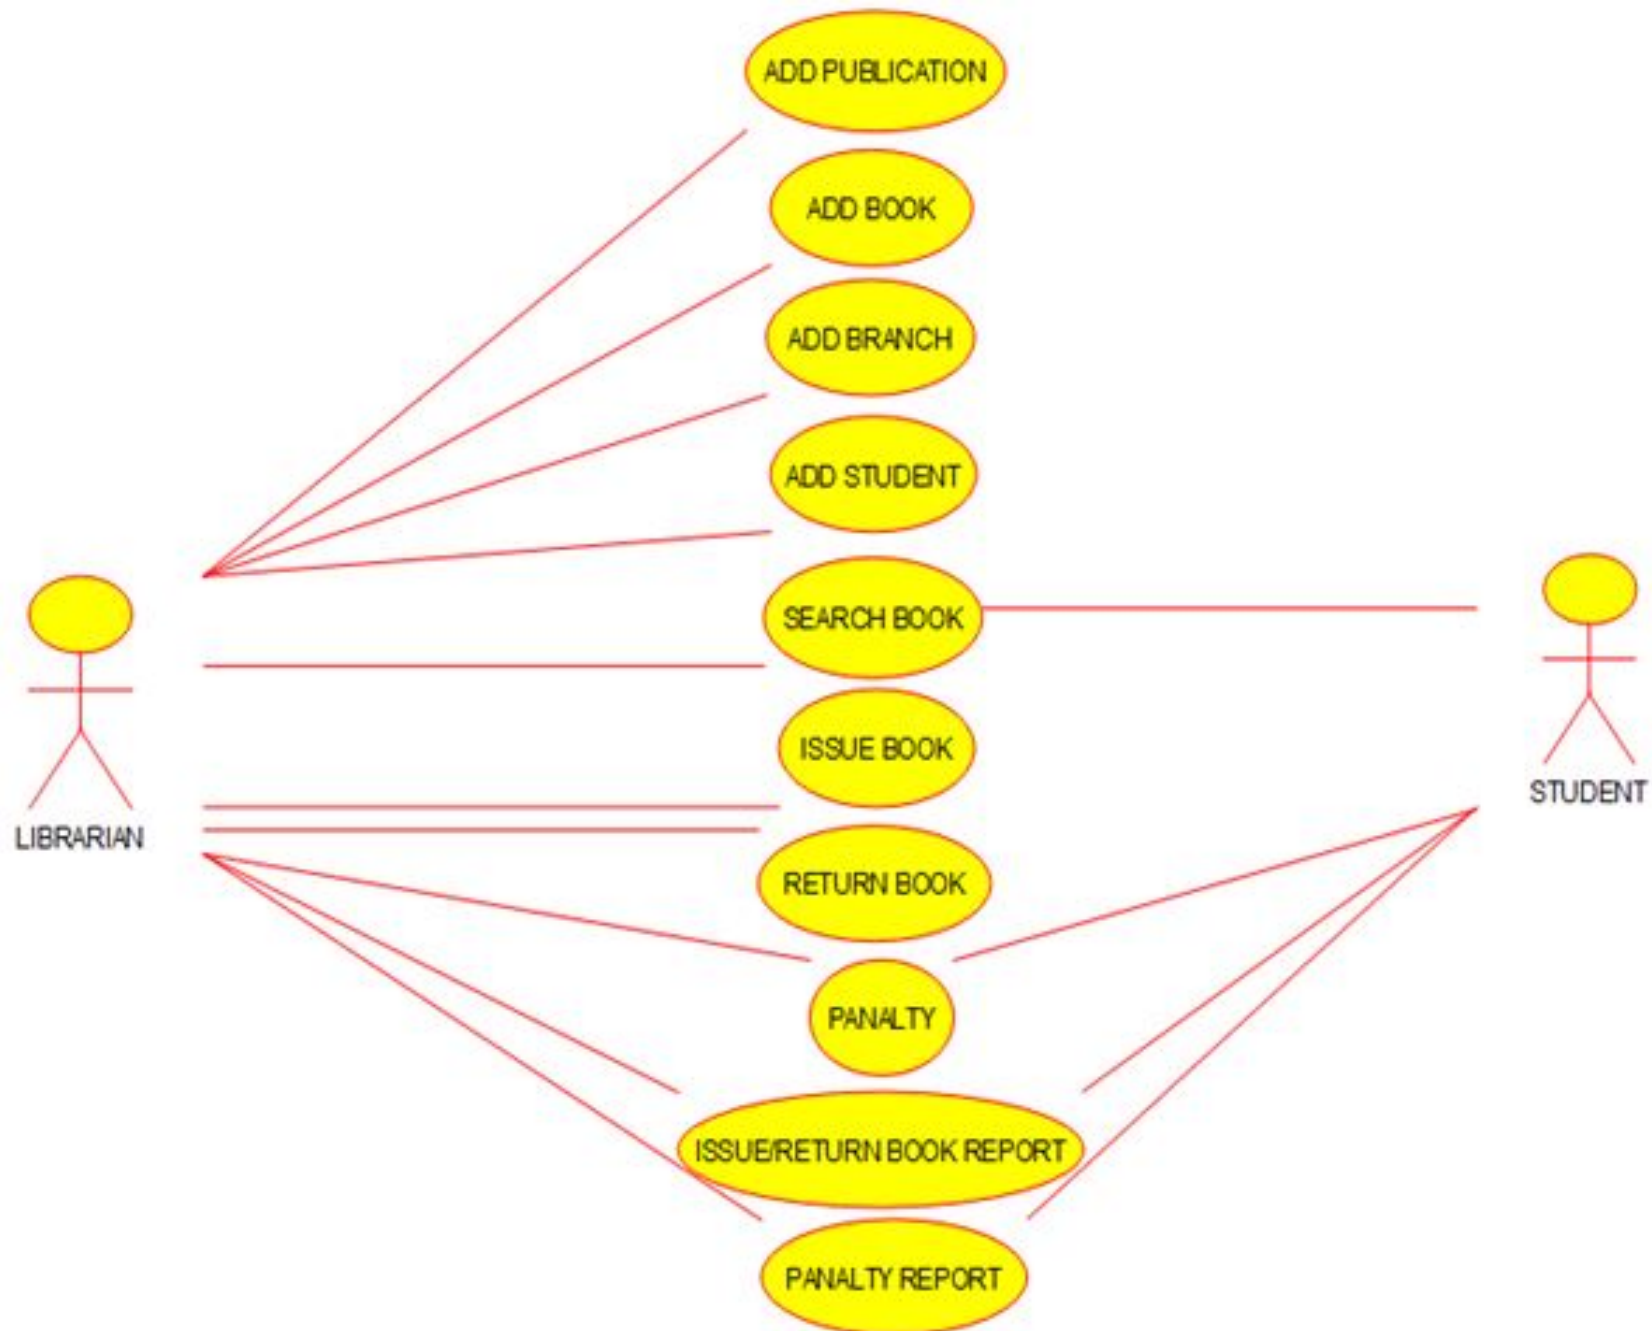 ADD PUBLICATION
ADD BOOK
ADD BRANCH
ADD STUDENT
SEARCH BOOK
ISSUE BOOK
STUDENT
LIBRARIAN
RETURN BOOK
PANALTY
ISSUE/RETURN BOOK REPORT
PANALTY REPORT